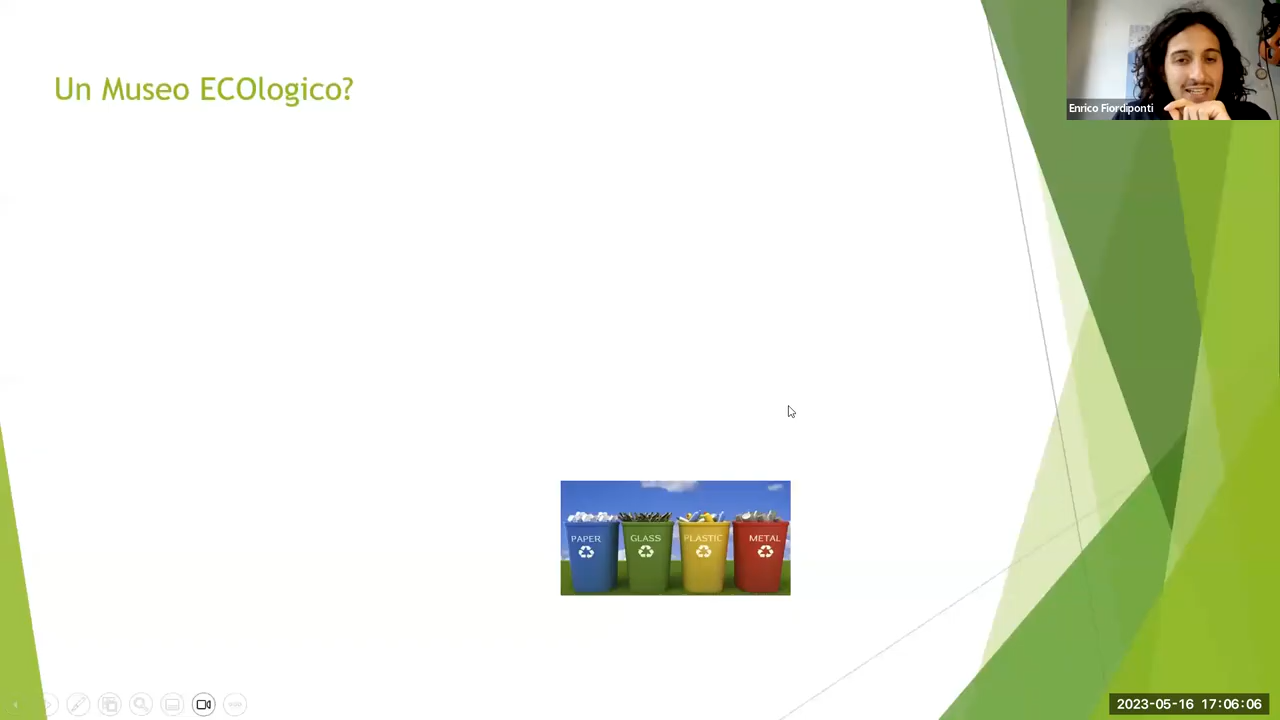 Un Museo ECOlogico?
Enrico Fiordiponti
PAPER GLASS PLASTIC METAL
2023-05-16 17:06:06